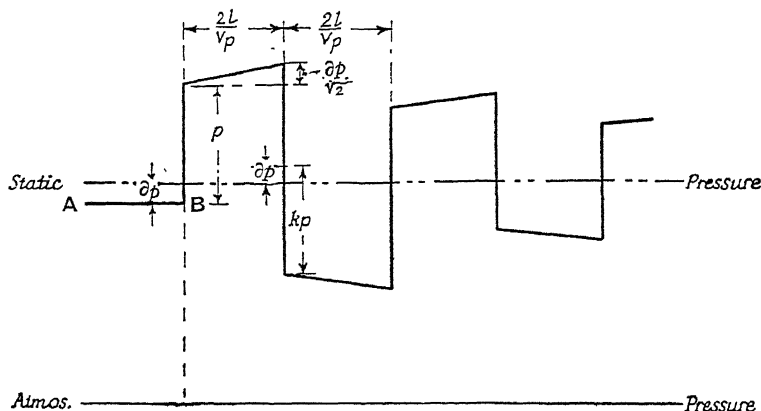 2l/vp 2l/vp
∂p/√2
p
Static ∂p ∂p Pressure
A B
kp
Atmos. Pressure